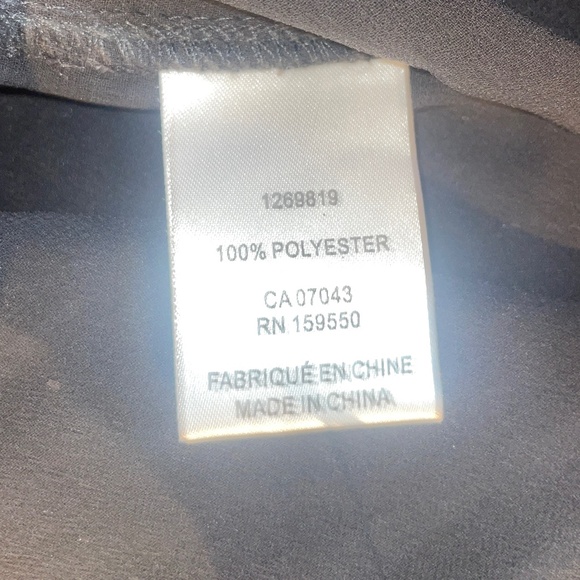 1269819
100% POLYESTER
CA 07043
RN 159550
FABRIQUÉ EN CHINE
MADE IN CHINA